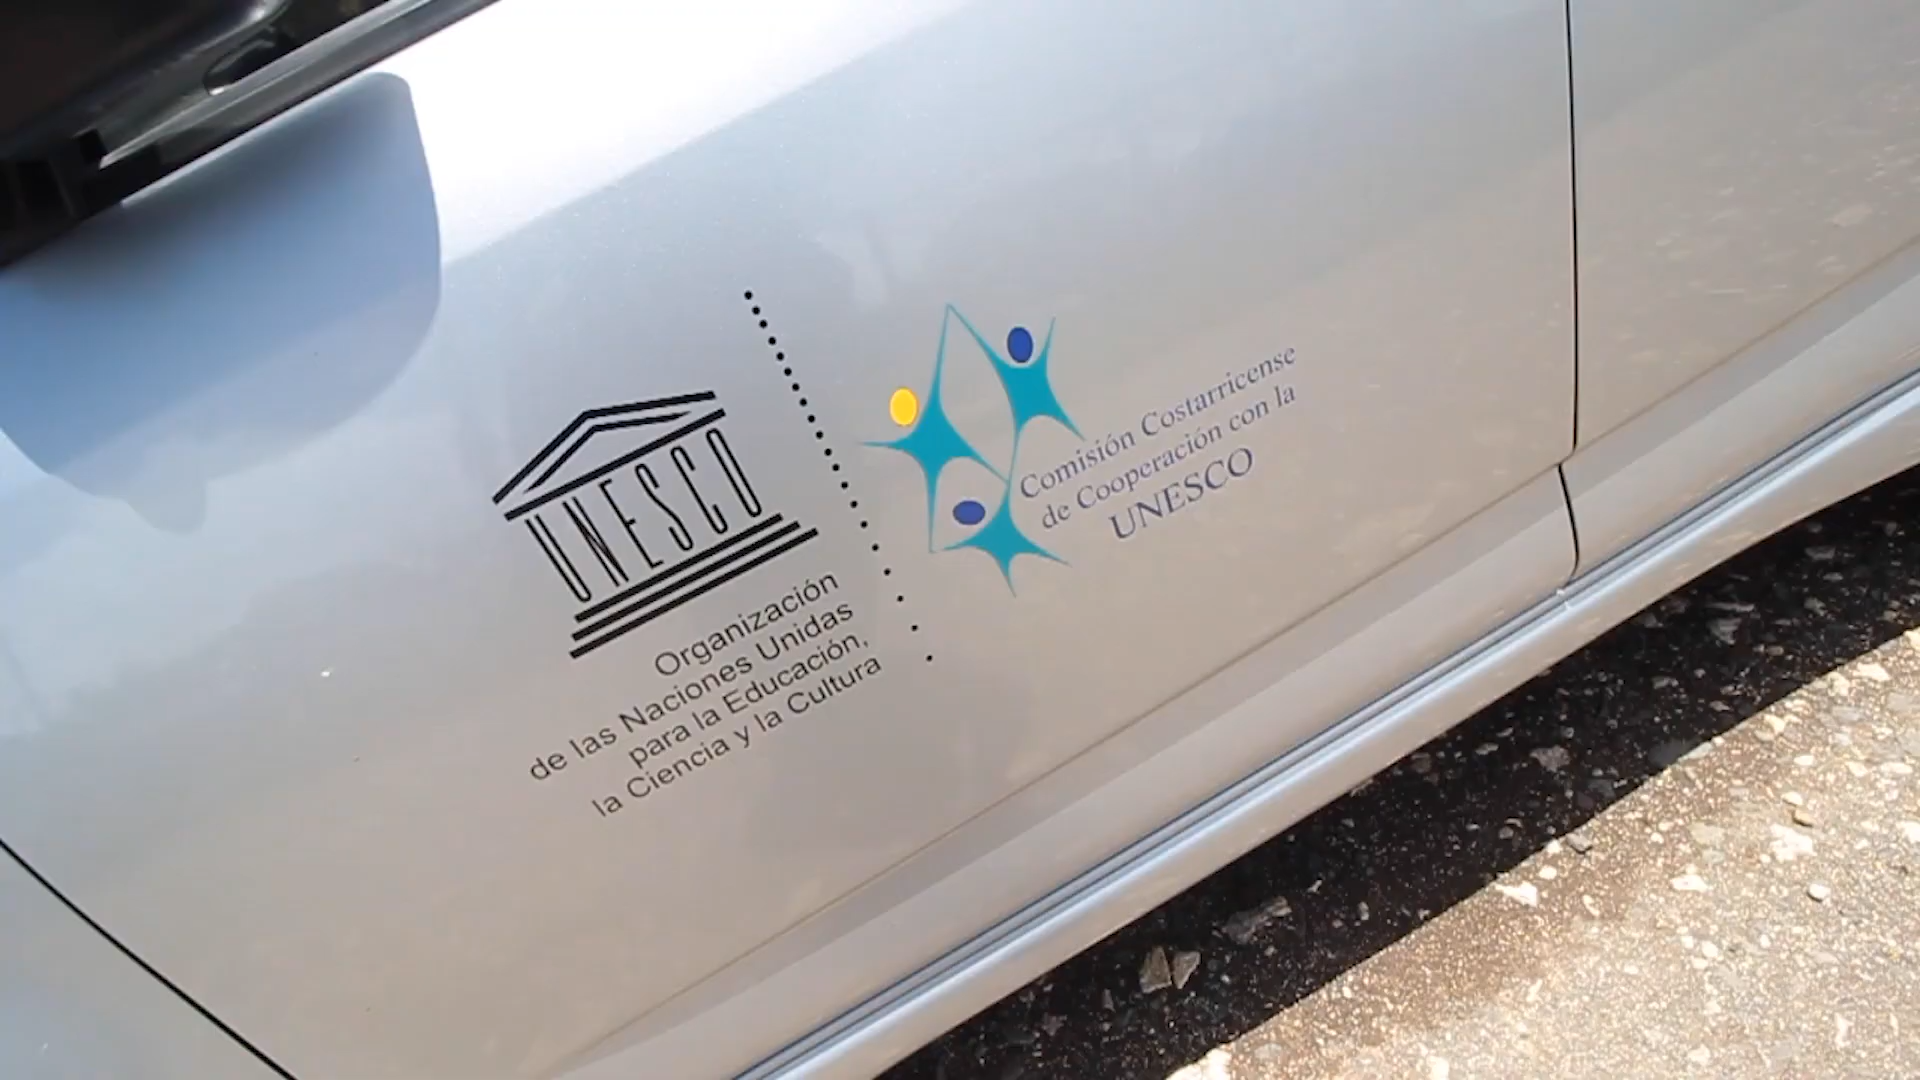 UNESCO
Organización
de las Naciones Unidas
para la Educación,
la Ciencia y la Cultura
Comisión Costarricense
de Cooperación con la
UNESCO